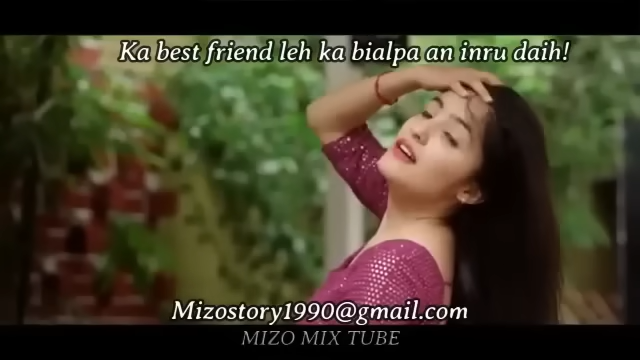 Ka best friend leh ka bialpa an inru daih!
Mizostory1990@gmail.com
MIZO MIX TUBE